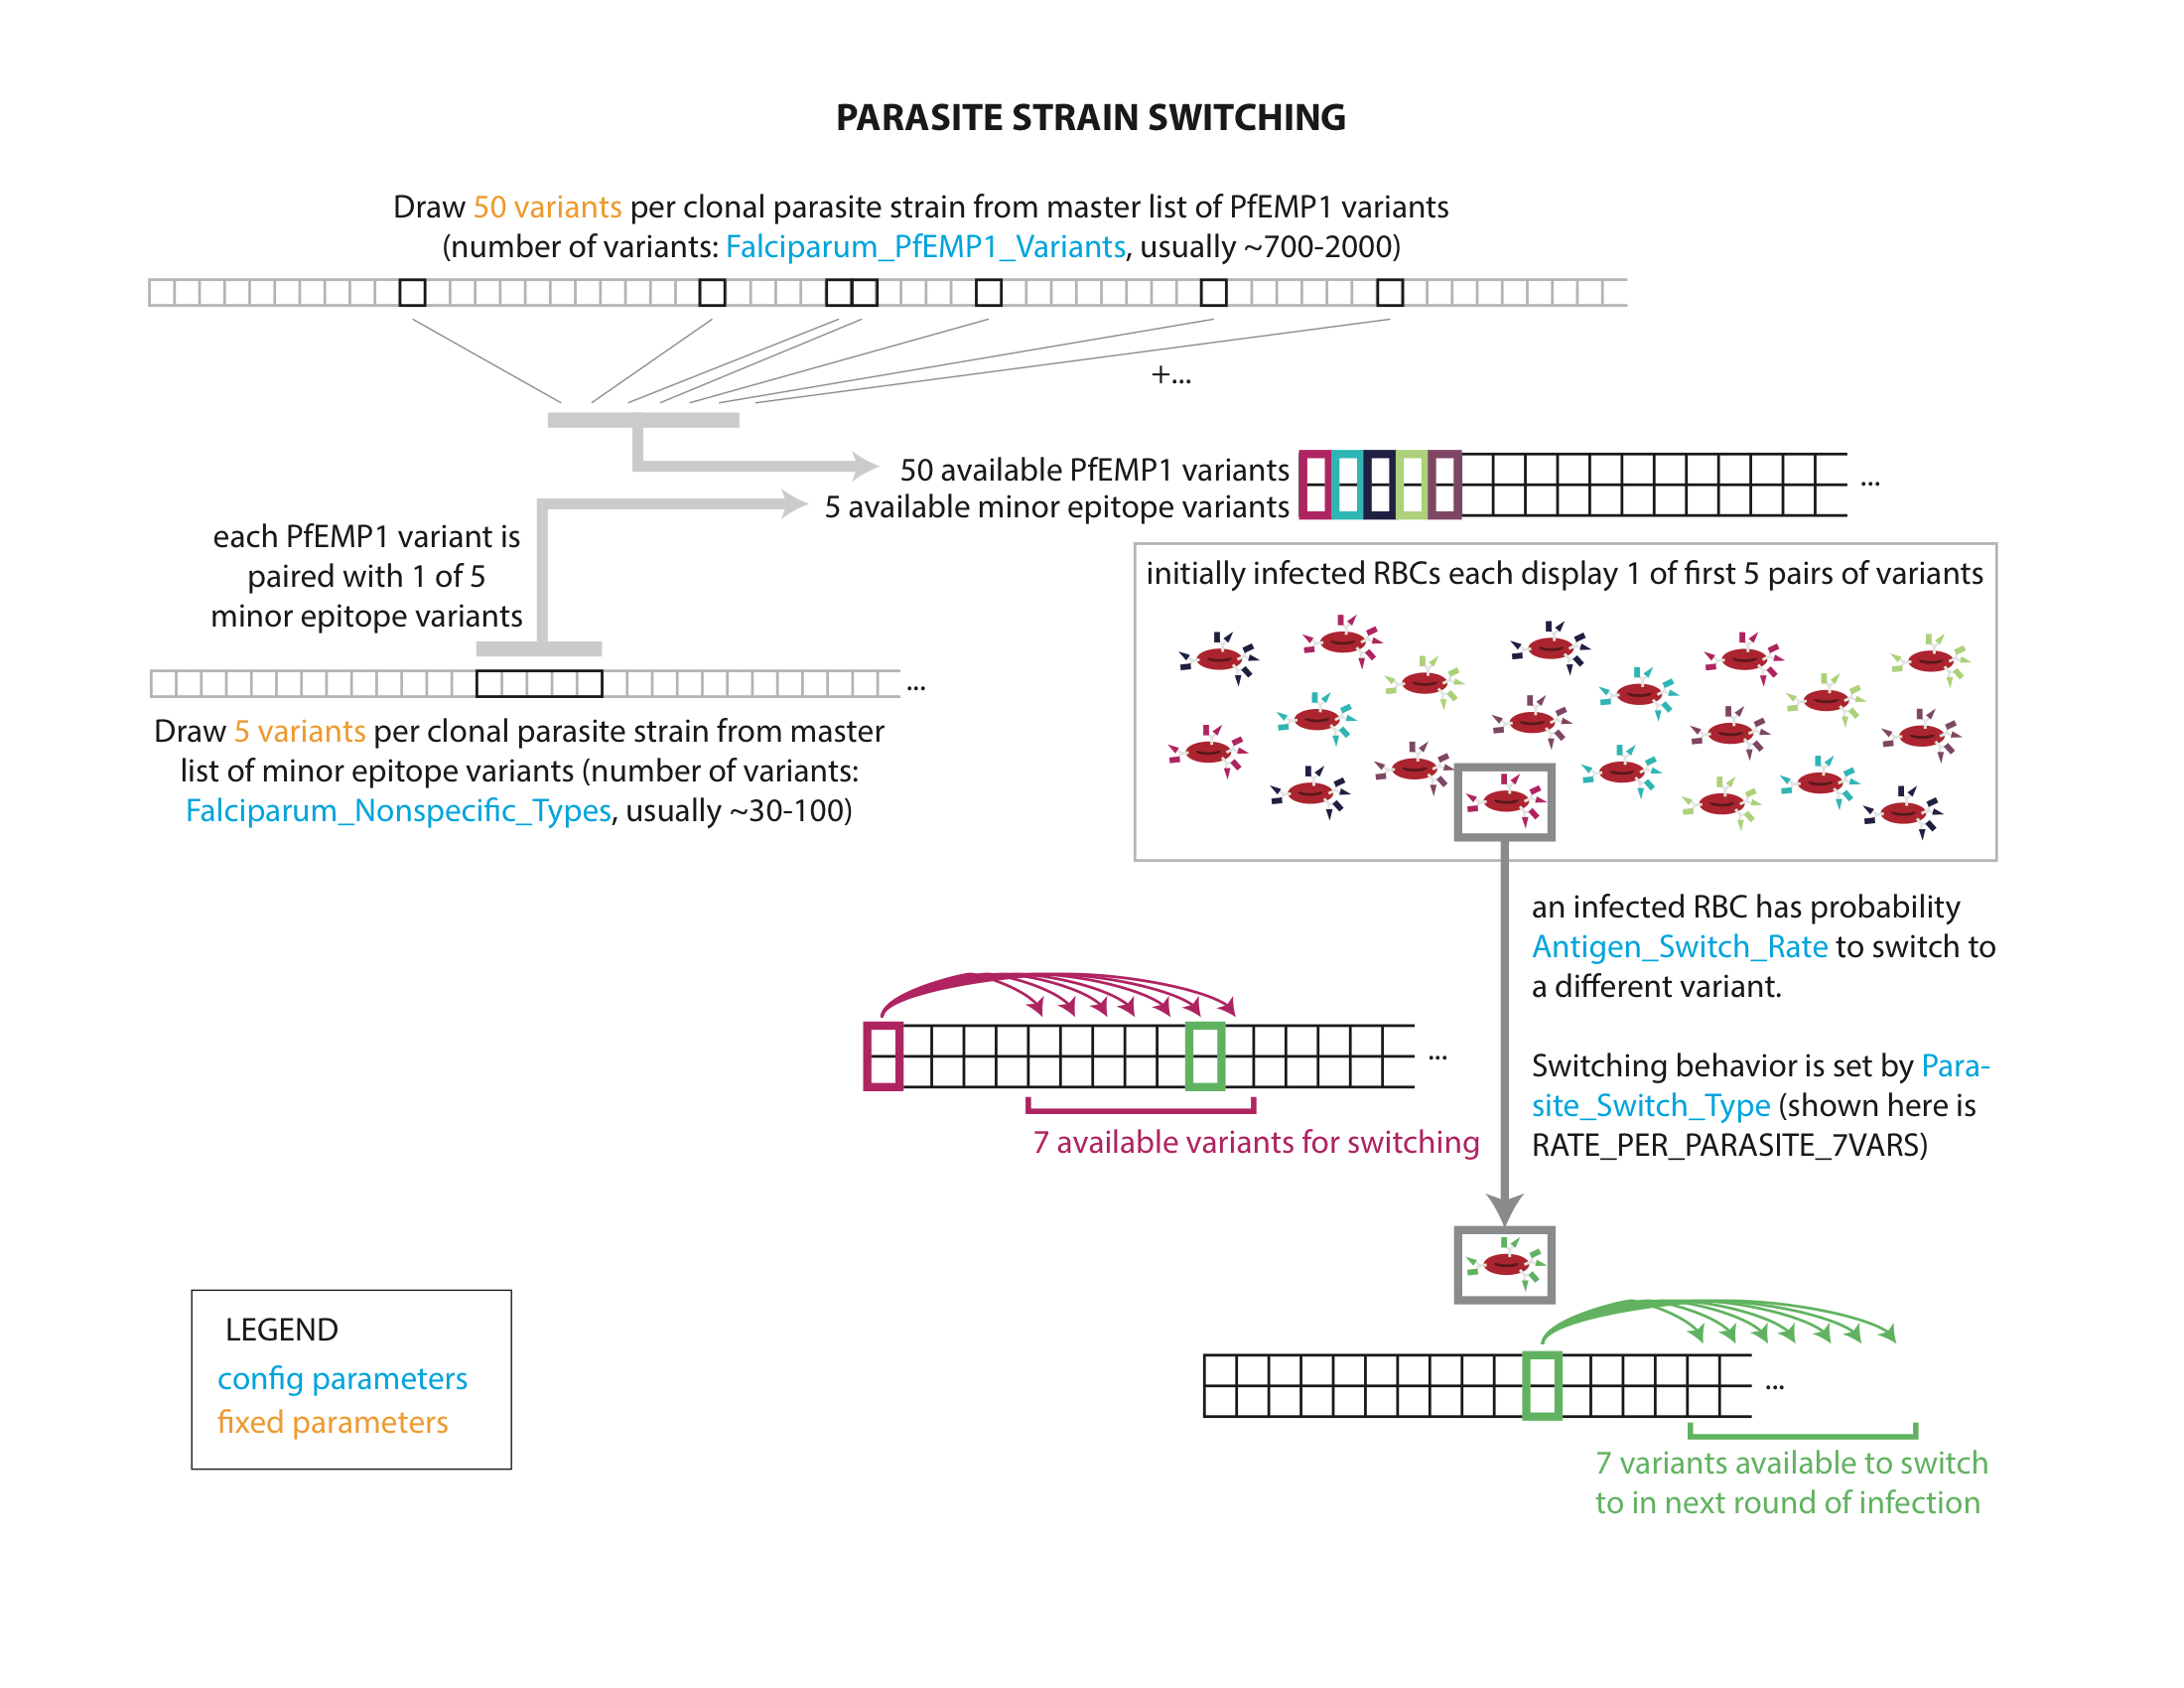 PARASITE STRAIN SWITCHING
Draw 50 variants per clonal parasite strain from master list of PfEMP1 variants
(number of variants: Falciparum_PfEMP1_Variants, usually ~700-2000)
+...
50 available PfEMP1 variants
...
5 available minor epitope variants
each PfEMP1 variant is
paired with 1 of 5
minor epitope variants
...
Draw 5 variants per clonal parasite strain from master
list of minor epitope variants (number of variants:
Falciparum_Nonspecific_Types, usually ~30-100)
initially infected RBCs each display 1 of first 5 pairs of variants
an infected RBC has probability
Antigen_Switch_Rate to switch to
a different variant.
Switching behavior is set by Para-
site_Switch_Type (shown here is
RATE_PER_PARASITE_7VARS)
...
7 available variants for switching
...
7 variants available to switch
to in next round of infection
LEGEND
config parameters
fixed parameters